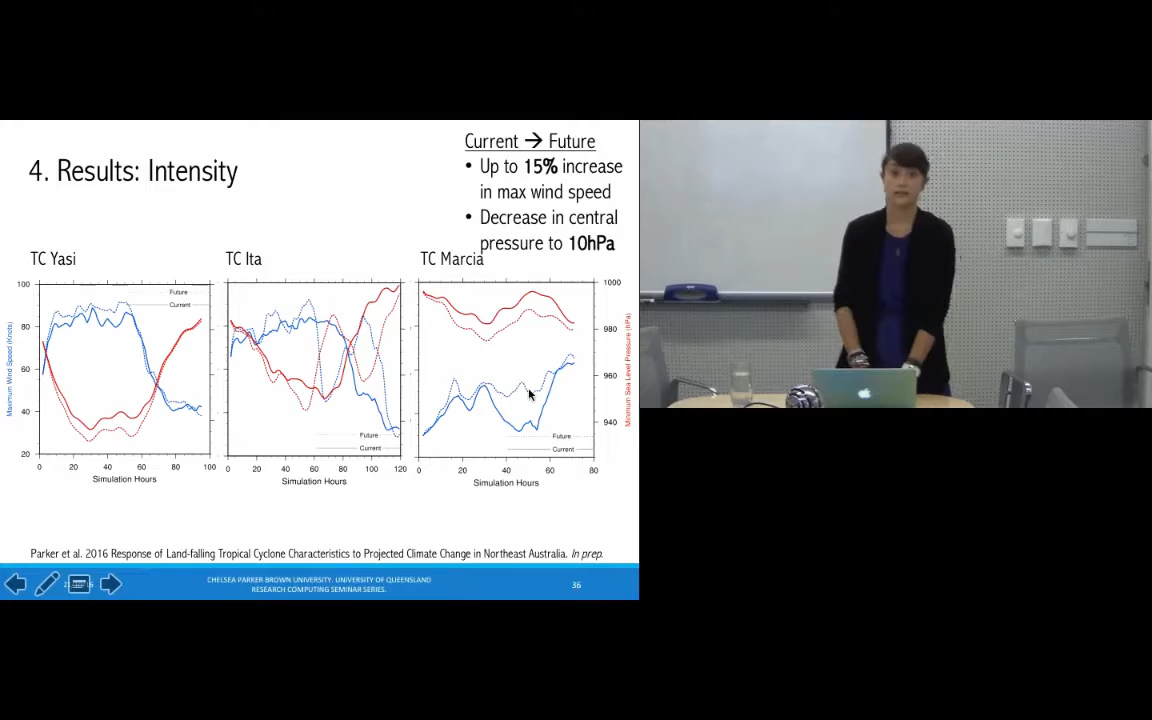 Current → Future
4. Results: Intensity
• Up to 15% increase
in max wind speed
• Decrease in central
pressure to 10hPa
TC Yasi
TC Ita
TC Marcia
100
80
60
40
20
Maximum Wind Speed (Knots)
Future
Current
0 20 40 60 80 100
Simulation Hours
Future
Current
0 20 40 60 80 100 120
Simulation Hours
1000
980
960
940
Minimum Sea Level Pressure (hPa)
Future
Current
0 20 40 60 80
Simulation Hours
Parker et al. 2016 Response of Land-falling Tropical Cyclone Characteristics to Projected Climate Change in Northeast Australia. In prep.
CHELSEA PARKER BROWN UNIVERSITY. UNIVERSITY OF QUEENSLAND
RESEARCH COMPUTING SEMINAR SERIES.
36